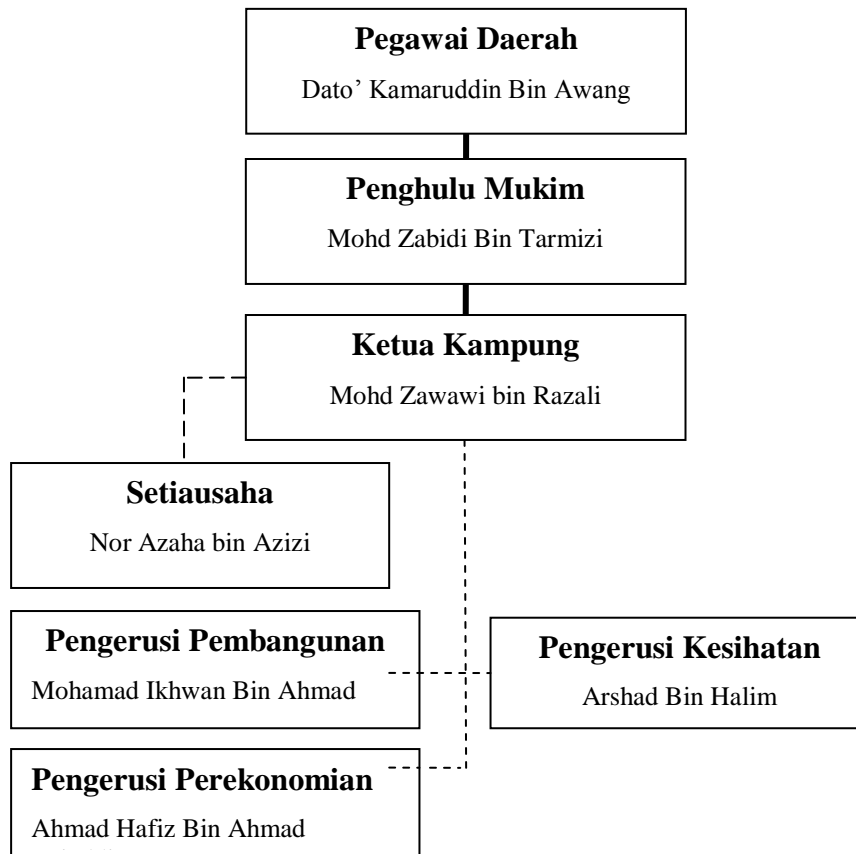 Pegawai Daerah
Dato’ Kamaruddin Bin Awang
Penghulu Mukim
Mohd Zabidi Bin Tarmizi
Ketua Kampung
Mohd Zawawi bin Razali
Setiausaha
Nor Azaha bin Azizi
Pengerusi Pembangunan
Mohamad Ikhwan Bin Ahmad
Pengerusi Kesihatan
Arshad Bin Halim
Pengerusi Perekonomian
Ahmad Hafiz Bin Ahmad